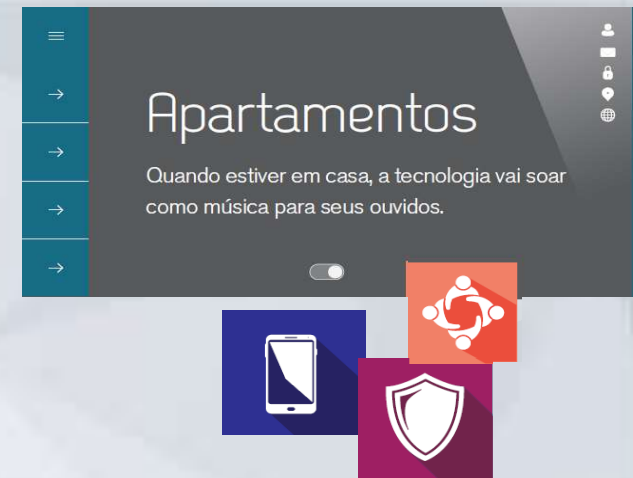 Apartamentos
Quando estiver em casa, a tecnologia vai soar
como música para seus ouvidos.